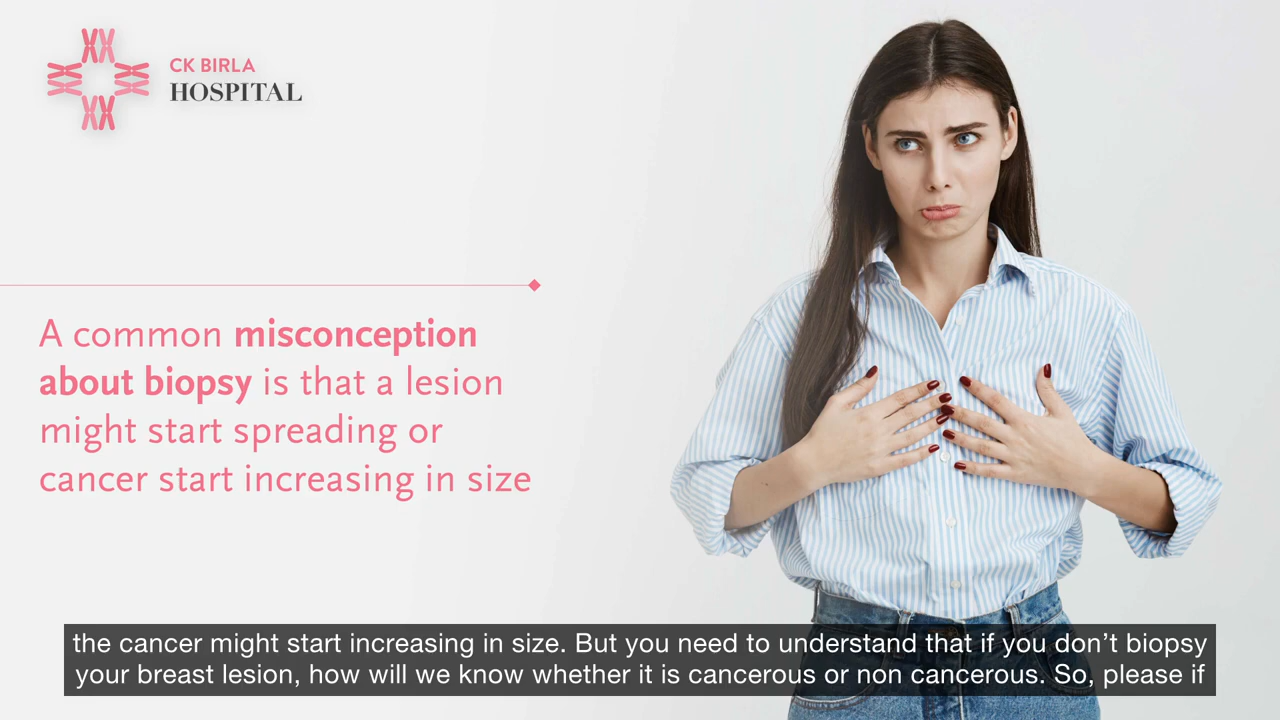 CK BIRLA
HOSPITAL
A common misconception
about biopsy is that a lesion
might start spreading or
cancer start increasing in size
the cancer might start increasing in size. But you need to understand that if you don’t biopsy
your breast lesion, how will we know whether it is cancerous or non cancerous. So, please if